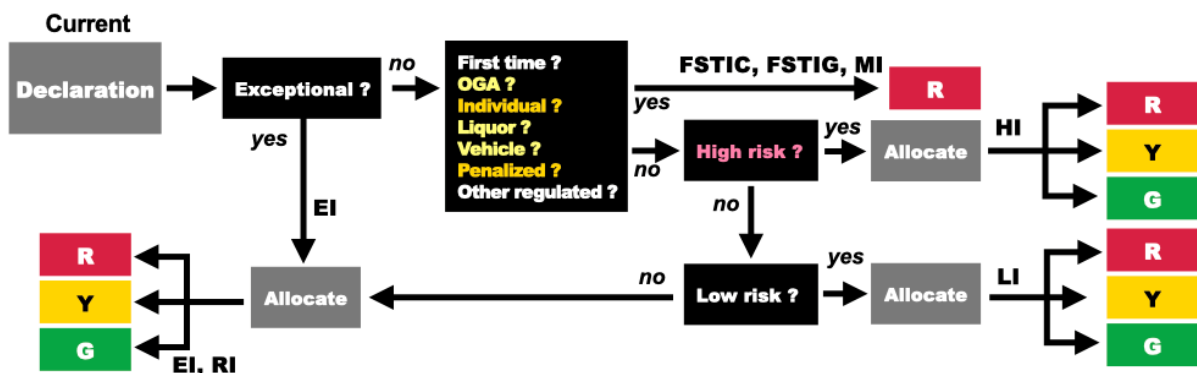 Current
Declaration
Exceptional ?
no
yes
First time ?
OGA ?
Individual ?
Liquor ?
Vehicle ?
Penalized ?
Other regulated ?
FSTIC, FSTIG, MI
yes
R
no
High risk ?
yes
Allocate
HI
R
Y
G
no
EI
R
Y
G
EI, RI
Allocate
no
Low risk ?
yes
Allocate
LI
R
Y
G